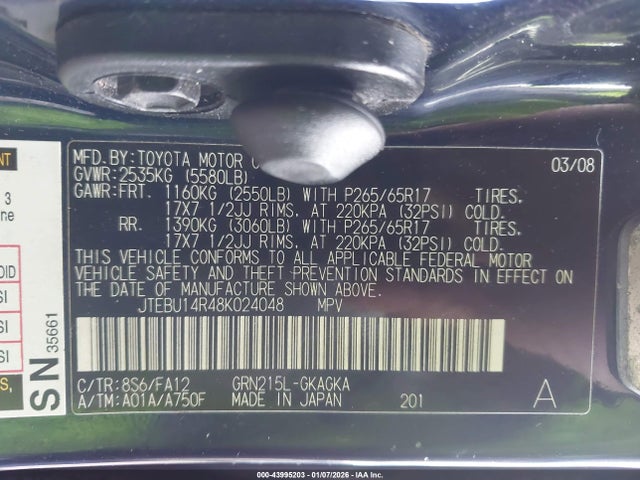 MFD.BY:TOYOTA MOTOR 03/08
GVWR:2535KG (5580LB)
GAWR:FRT. 1160KG (2550LB) WITH P265/65R17 TIRES,
17X7 1/2JJ RIMS, AT 220KPA (32PSI) COLD.
RR. 1390KG (3060LB) WITH P265/65R17 TIRES,
17X7 1/2JJ RIMS, AT 220KPA (32PSI) COLD.
THIS VEHICLE CONFORMS TO ALL APPLICABLE FEDERAL MOTOR
VEHICLE SAFETY AND THEFT PREVENTION STANDARDS IN EFFECT ON
THE DATE OF MANUFACTURE SHOWN ABOVE.
JTEBU14R48K024048 MPV
C/TR:8S6/FA12 GRN215L-GKAGKA
A/TM:A01A/A750F MADE IN JAPAN 201 A
3
SN 35661
000-43995203 - 01/07/2026 - IAA Inc.